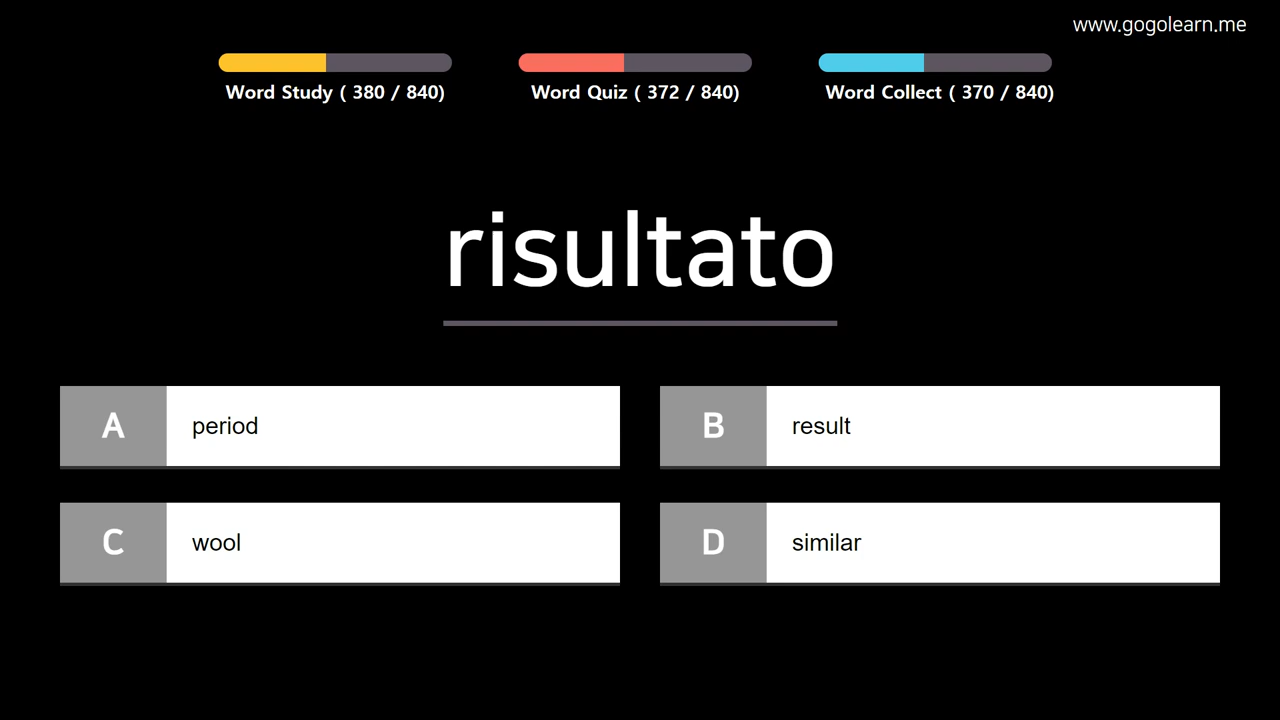 www.gogolearn.me
Word Study ( 380 / 840)
Word Quiz ( 372 / 840)
Word Collect ( 370 / 840)
risultato
A period
B result
C wool
D similar